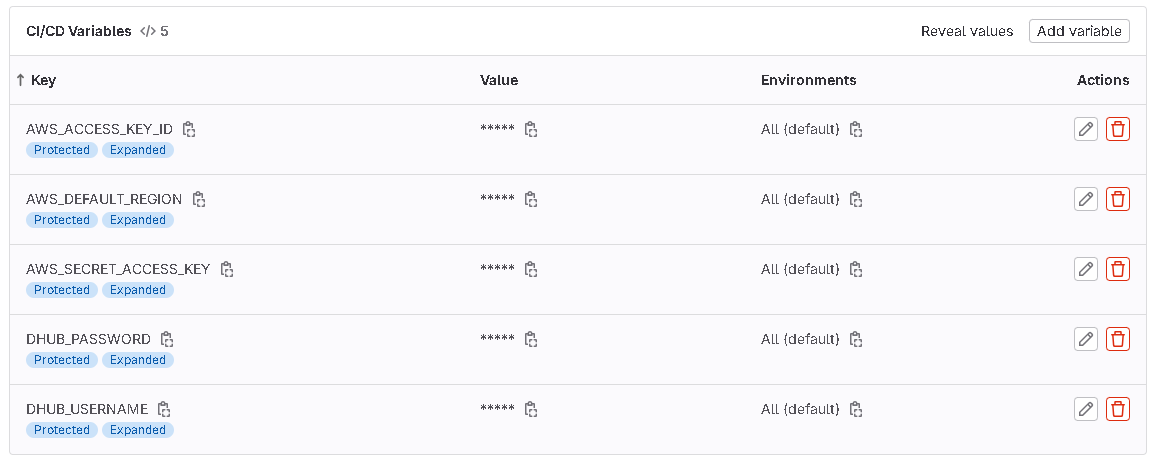 CI/CD Variables </> 5 Reveal values Add variable
↑ Key Value Environments Actions
AWS_ACCESS_KEY_ID ***** All (default)
Protected Expanded
AWS_DEFAULT_REGION ***** All (default)
Protected Expanded
AWS_SECRET_ACCESS_KEY ***** All (default)
Protected Expanded
DHUB_PASSWORD ***** All (default)
Protected Expanded
DHUB_USERNAME ***** All (default)
Protected Expanded